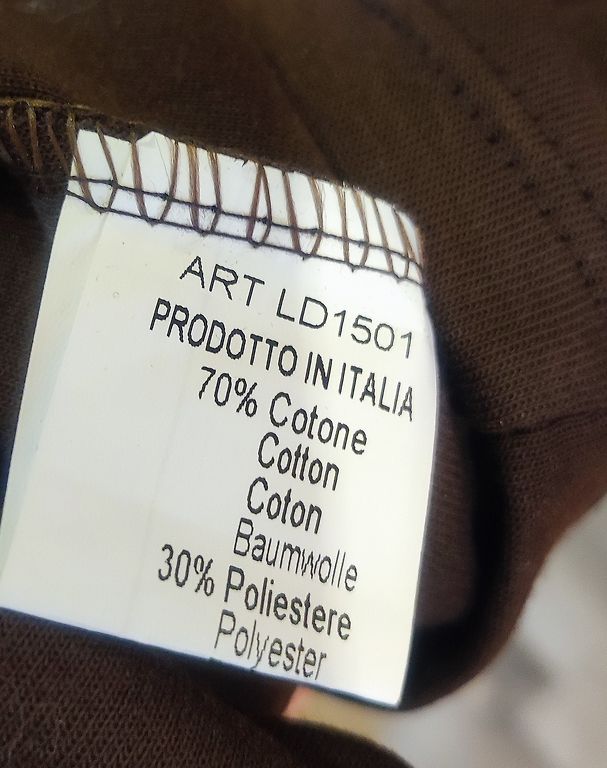 ART LD1501
PRODOTTO IN ITALIA
70% Cotone
Cotton
Coton
Baumwolle
30% Poliestere
Polyester